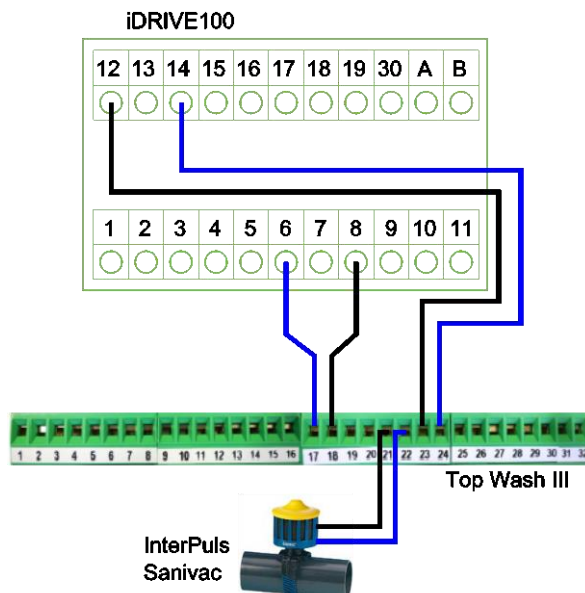 iDRIVE100
12 13 14 15 16 17 18 19 30 A B
1 2 3 4 5 6 7 8 9 10 11
1 2 3 4 5 6 7 8 9 10 11 12 13 14 15 16 17 18 19 20 21 22 23 24 25 26 27 28 29 30 31 32
Top Wash III
InterPuls
Sanivac